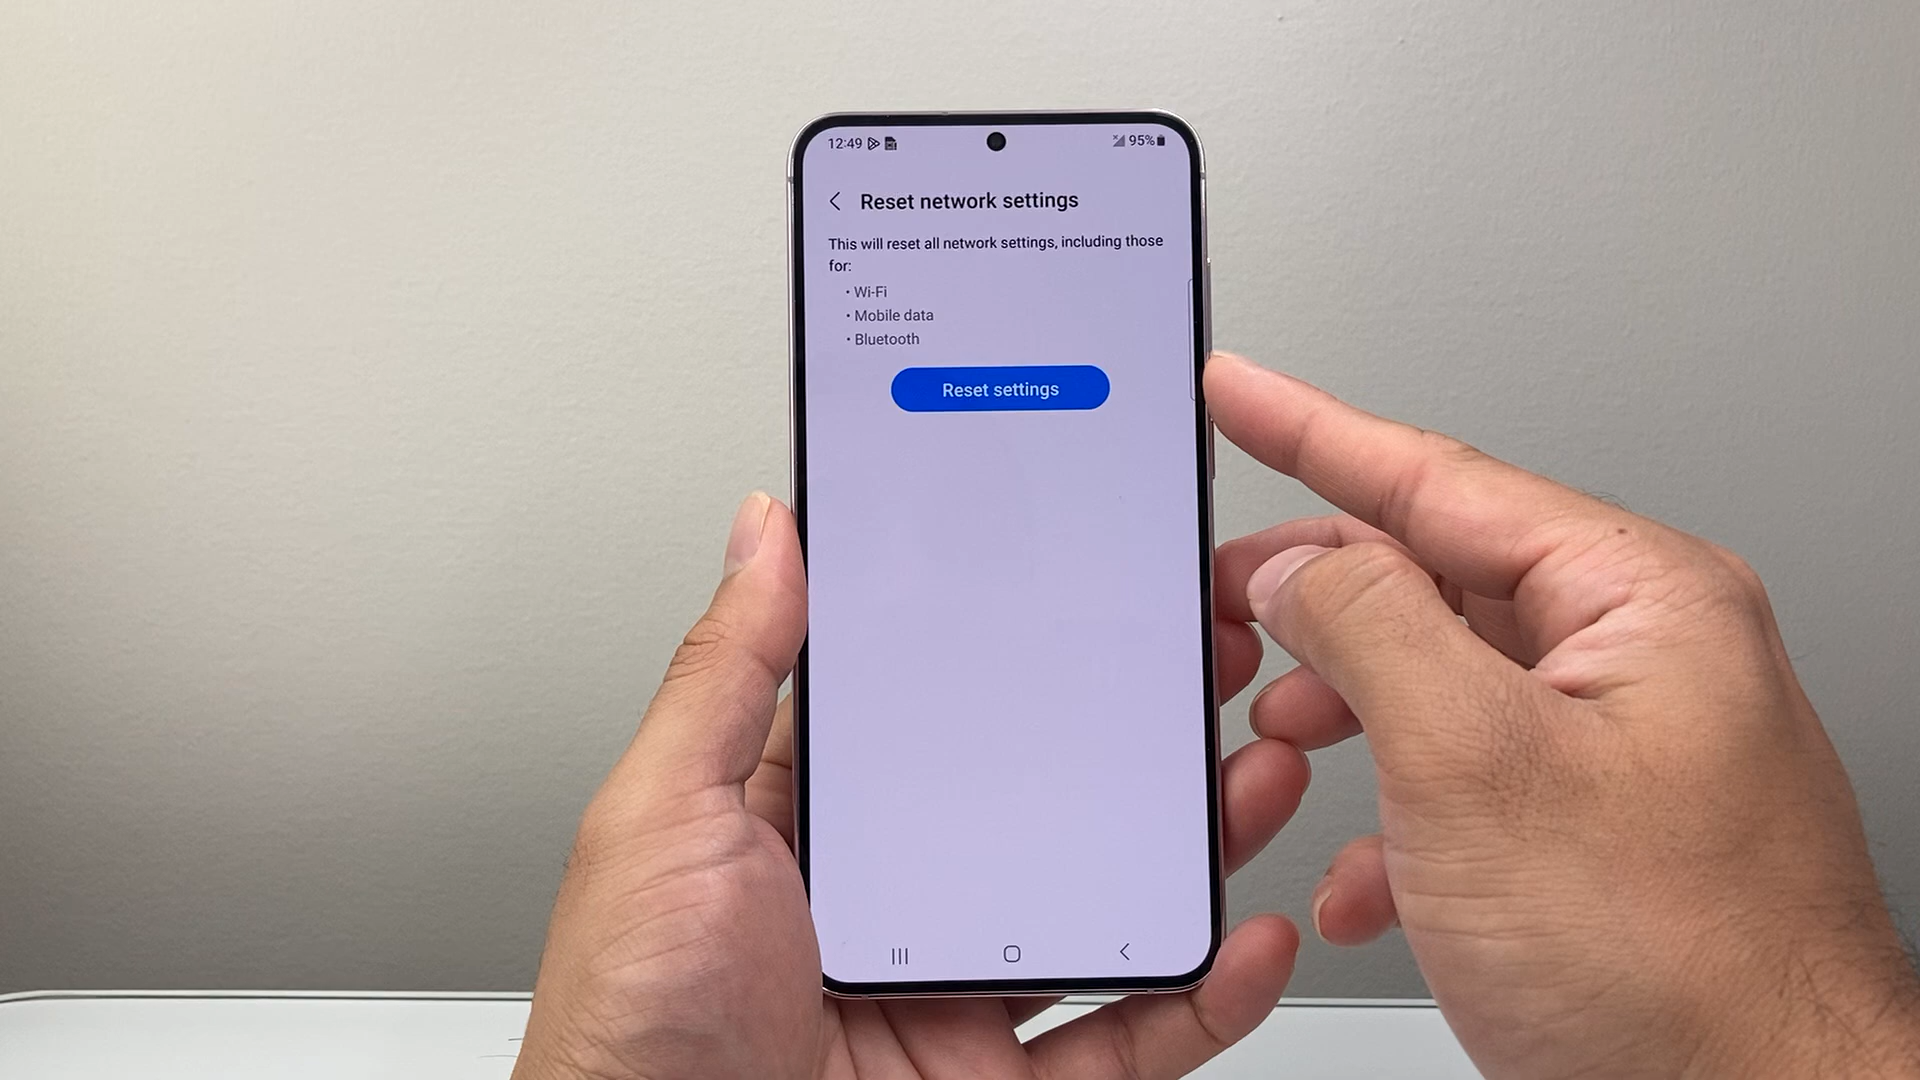 12:49 95%
Reset network settings
This will reset all network settings, including those
for:
• Wi-Fi
• Mobile data
• Bluetooth
Reset settings